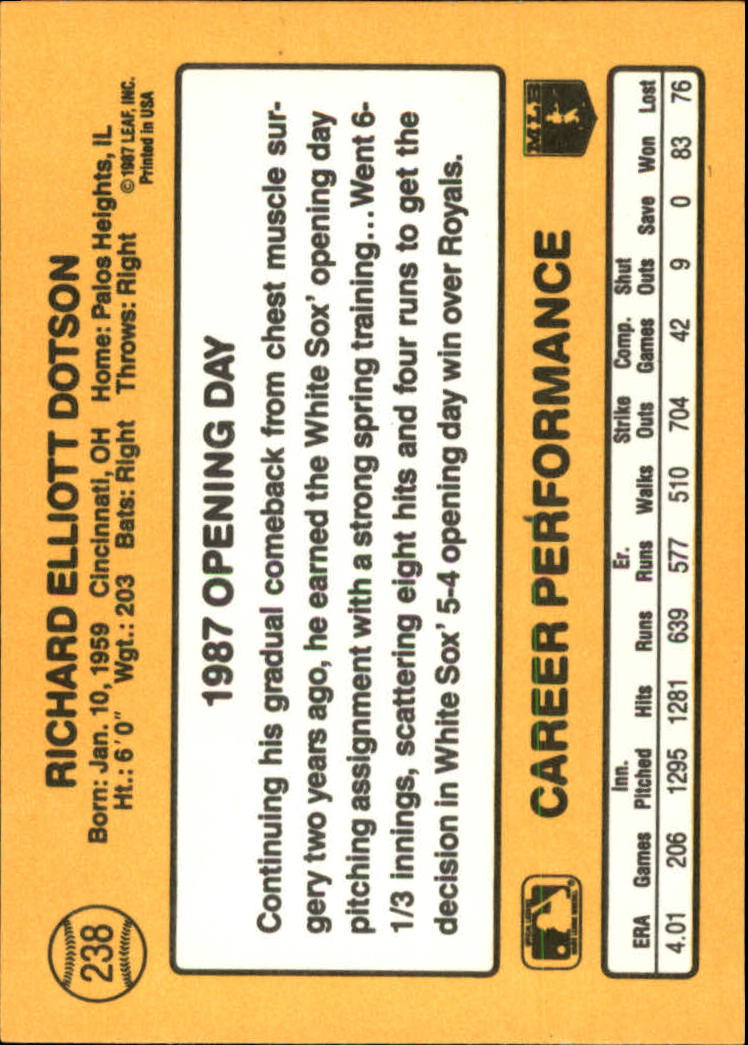 238
RICHARD ELLIOTT DOTSON
Born: Jan. 10, 1959 Cincinnati, OH Home: Palos Heights, IL
Ht.: 6'0" Wgt.: 203 Bats: Right Throws: Right
© 1987 LEAF, INC.
Printed in USA
1987 OPENING DAY
Continuing his gradual comeback from chest muscle sur-
gery two years ago, he earned the White Sox' opening day
pitching assignment with a strong spring training...Went 6-
1/3 innings, scattering eight hits and four runs to get the
decision in White Sox' 5-4 opening day win over Royals.
CAREER PERFORMANCE
MLB
ERA Games Inn. Pitched Hits Runs Er. Runs Walks Strike Outs Comp. Games Shut Outs Save Won Lost
4.01 206 1295 1281 639 577 510 704 42 9 0 83 76